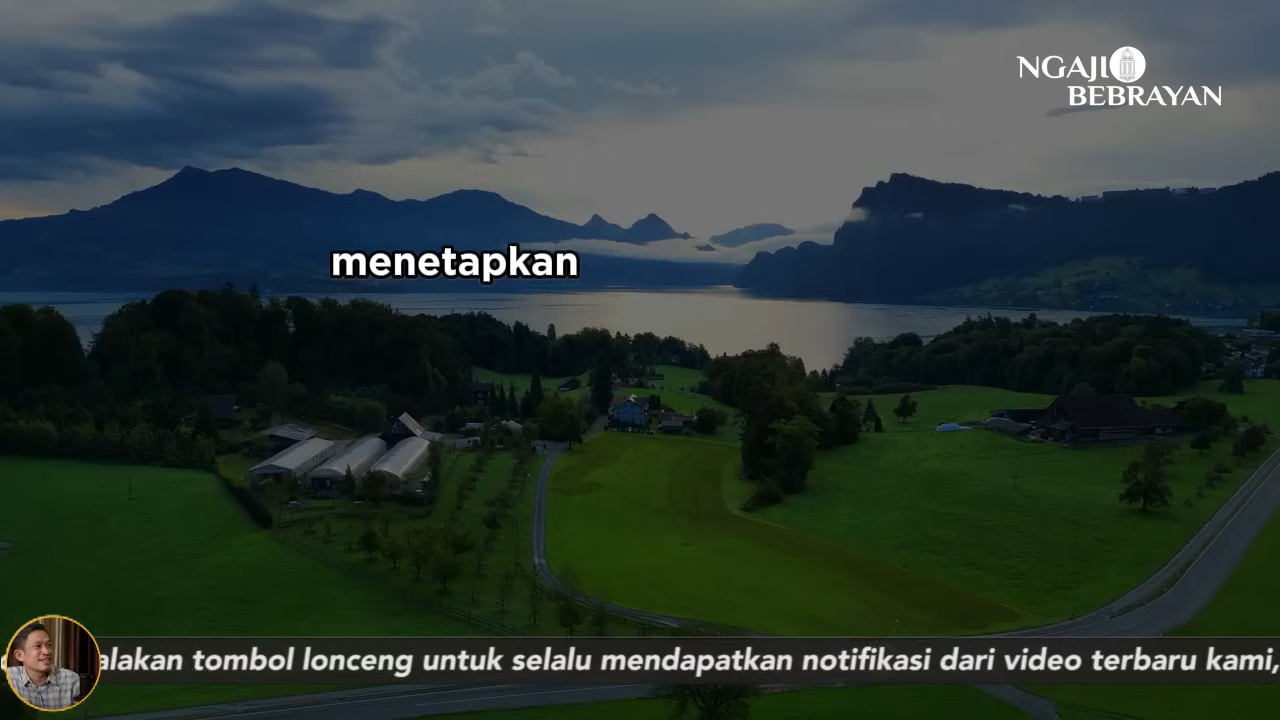 NGAJI
BEBRAYAN
menetapkan
alakan tombol lonceng untuk selalu mendapatkan notifikasi dari video terbaru kami,